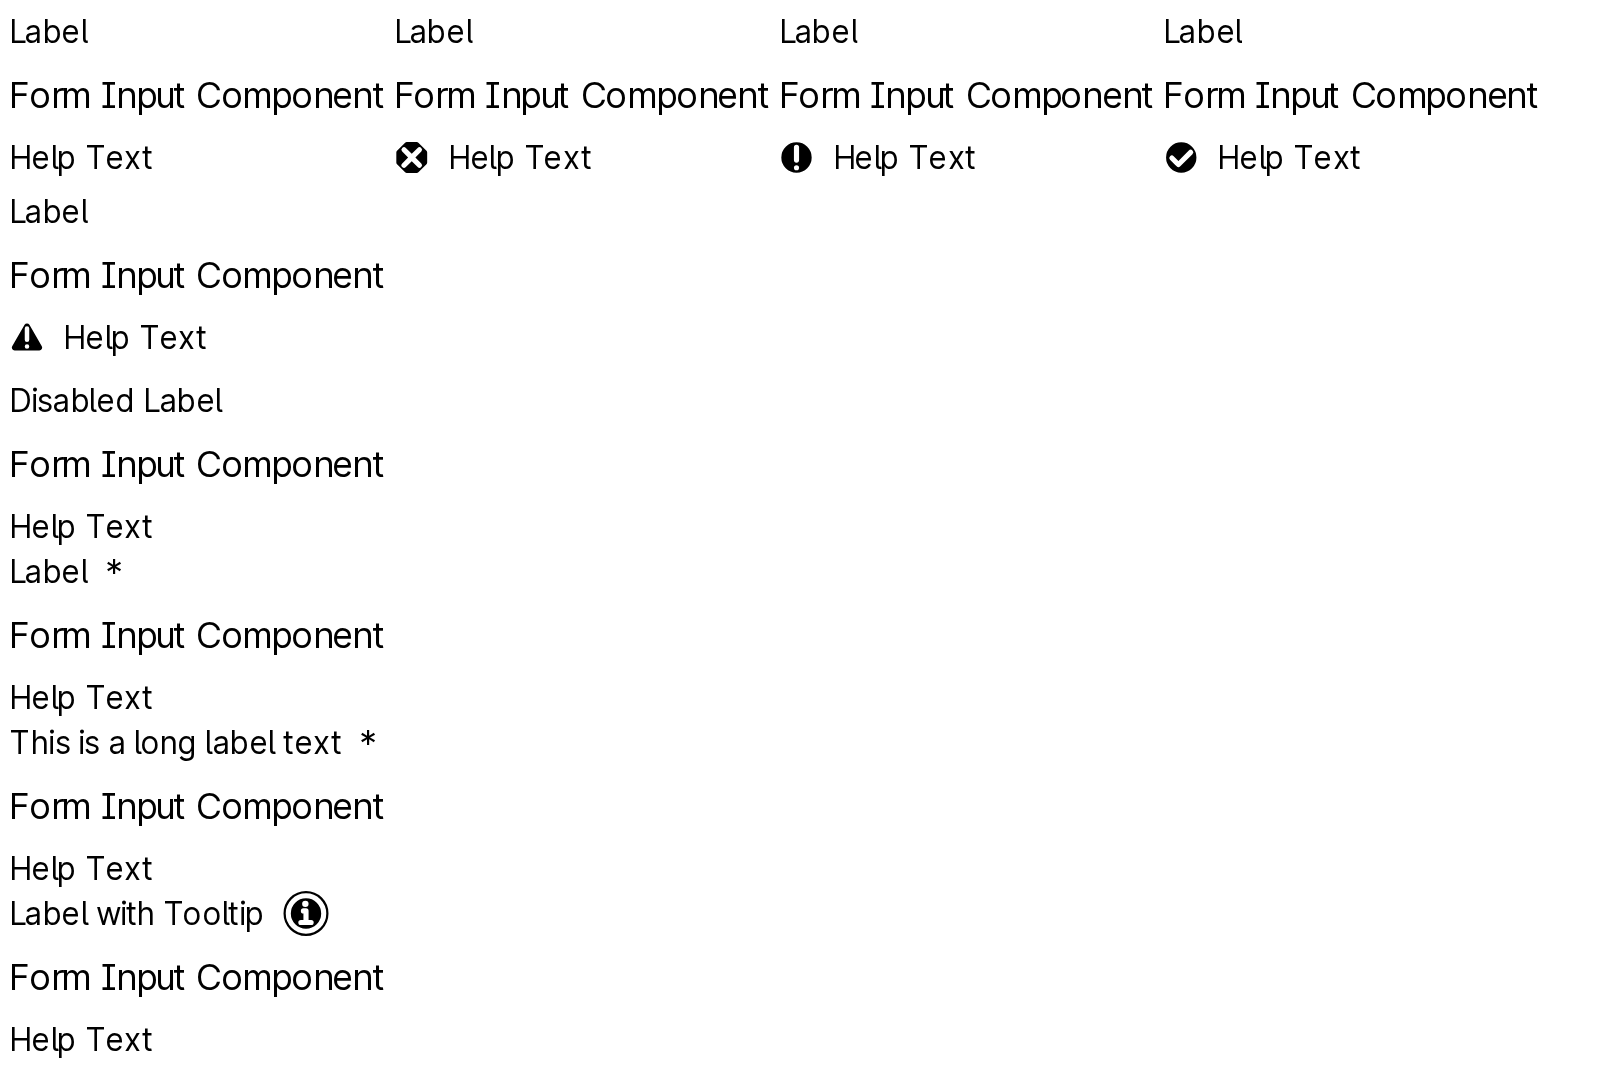 Label Label Label Label
Form Input Component Form Input Component Form Input Component Form Input Component
Help Text Help Text Help Text Help Text
Label
Form Input Component
Help Text
Disabled Label
Form Input Component
Help Text
Label *
Form Input Component
Help Text
This is a long label text *
Form Input Component
Help Text
Label with Tooltip
Form Input Component
Help Text